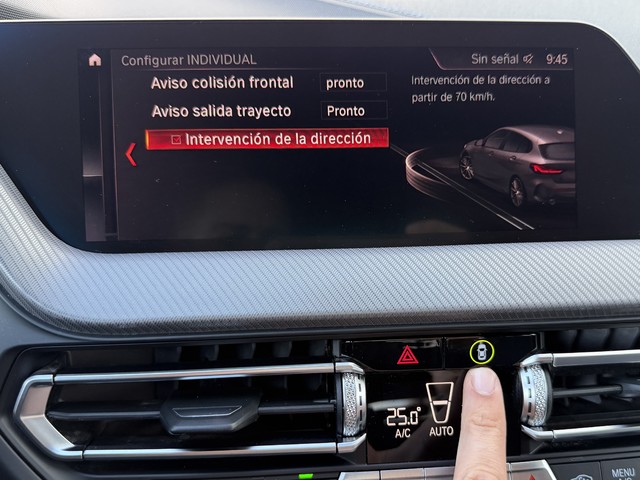 Configurar INDIVIDUAL
Sin señal 9:45
Aviso colisión frontal pronto
Aviso salida trayecto Pronto
Intervención de la dirección
Intervención de la dirección a
partir de 70 km/h.
25.0°
A/C AUTO
MENU